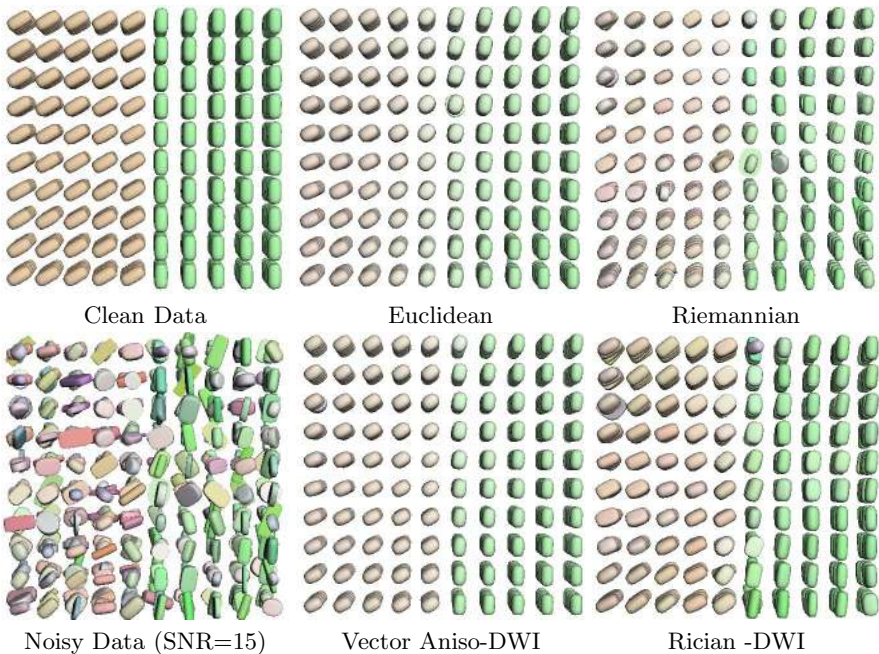 Clean Data Euclidean Riemannian
Noisy Data (SNR=15) Vector Aniso-DWI Rician -DWI